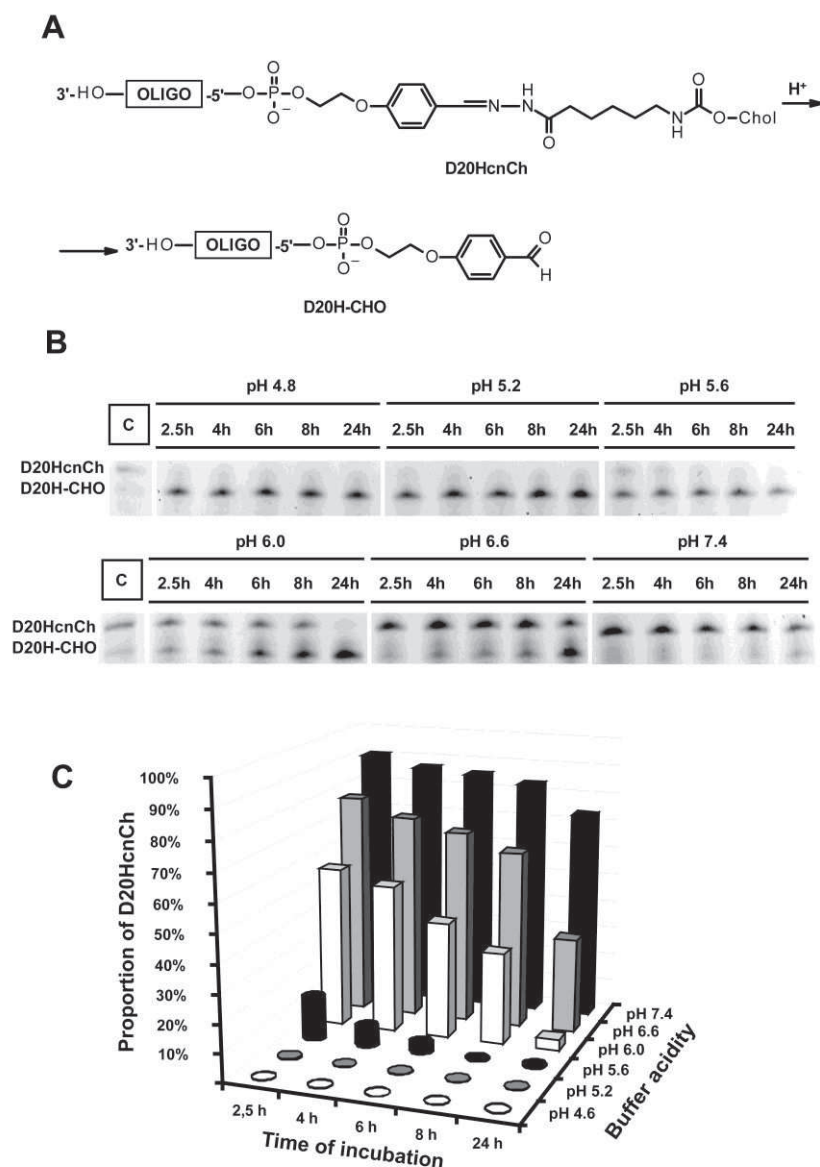 A
3'-HO—OLIGO-5'—O—P—O O N NH O N H O O—Chol H⁺
O⁻ O
D20HcnCh
3'-HO—OLIGO-5'—O—P—O O O H
O⁻
D20H-CHO
B
pH 4.8 pH 5.2 pH 5.6
C 2.5h 4h 6h 8h 24h 2.5h 4h 6h 8h 24h 2.5h 4h 6h 8h 24h
D20HcnCh
D20H-CHO
pH 6.0 pH 6.6 pH 7.4
C 2.5h 4h 6h 8h 24h 2.5h 4h 6h 8h 24h 2.5h 4h 6h 8h 24h
D20HcnCh
D20H-CHO
C
Proportion of D20HcnCh
100%
90%
80%
70%
60%
50%
40%
30%
20%
10%
2,5 h 4 h 6 h 8 h 24 h
Time of incubation
pH 7.4
pH 6.6
pH 6.0
pH 5.6
pH 5.2
pH 4.6
Buffer acidity